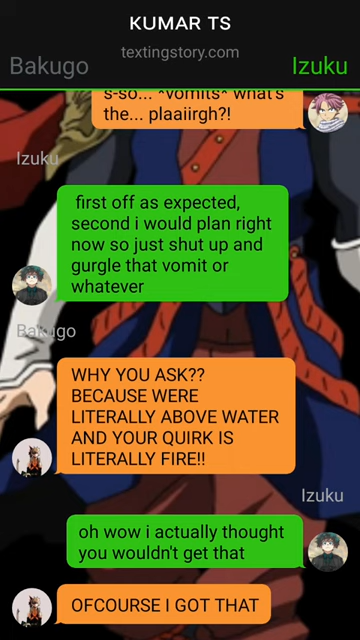 KUMAR TS
textingstory.com
Bakugo
Izuku
s-so... *vomits* what's
the... plaaiirgh?!
Izuku
first off as expected,
second i would plan right
now so just shut up and
gurgle that vomit or
whatever
Bakugo
WHY YOU ASK??
BECAUSE WERE
LITERALLY ABOVE WATER
AND YOUR QUIRK IS
LITERALLY FIRE!!
Izuku
oh wow i actually thought
you wouldn't get that
OFCOURSE I GOT THAT